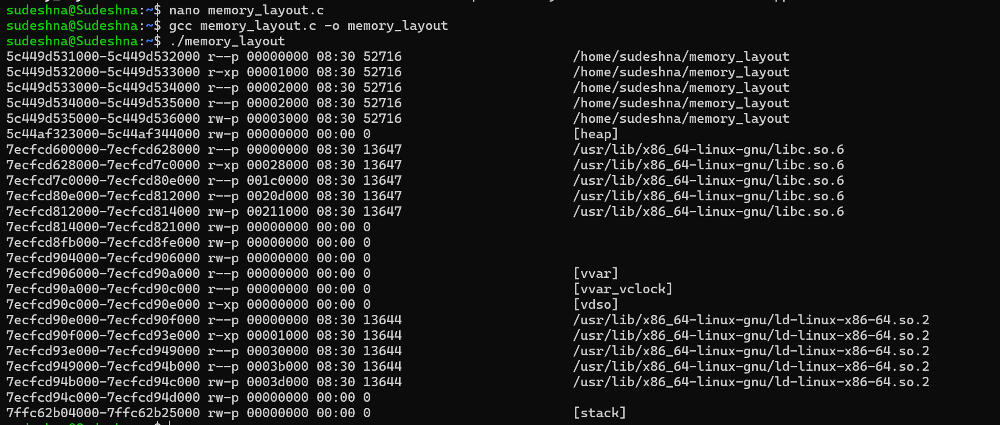 sudeshna@Sudeshna:~$ nano memory_layout.c
sudeshna@Sudeshna:~$ gcc memory_layout.c -o memory_layout
sudeshna@Sudeshna:~$ ./memory_layout
5c449d531000-5c449d532000 r--p 00000000 08:30 52716 /home/sudeshna/memory_layout
5c449d532000-5c449d533000 r-xp 00001000 08:30 52716 /home/sudeshna/memory_layout
5c449d533000-5c449d534000 r--p 00002000 08:30 52716 /home/sudeshna/memory_layout
5c449d534000-5c449d535000 r--p 00002000 08:30 52716 /home/sudeshna/memory_layout
5c449d535000-5c449d536000 rw-p 00003000 08:30 52716 /home/sudeshna/memory_layout
5c44af323000-5c44af344000 rw-p 00000000 00:00 0 [heap]
7ecfcd600000-7ecfcd628000 r--p 00000000 08:30 13647 /usr/lib/x86_64-linux-gnu/libc.so.6
7ecfcd628000-7ecfcd7c0000 r-xp 00028000 08:30 13647 /usr/lib/x86_64-linux-gnu/libc.so.6
7ecfcd7c0000-7ecfcd80e000 r--p 001c0000 08:30 13647 /usr/lib/x86_64-linux-gnu/libc.so.6
7ecfcd80e000-7ecfcd812000 r--p 0020d000 08:30 13647 /usr/lib/x86_64-linux-gnu/libc.so.6
7ecfcd812000-7ecfcd814000 rw-p 00211000 08:30 13647 /usr/lib/x86_64-linux-gnu/libc.so.6
7ecfcd814000-7ecfcd821000 rw-p 00000000 00:00 0
7ecfcd8fb000-7ecfcd8fe000 rw-p 00000000 00:00 0
7ecfcd904000-7ecfcd906000 rw-p 00000000 00:00 0
7ecfcd906000-7ecfcd90a000 r--p 00000000 00:00 0 [vvar]
7ecfcd90a000-7ecfcd90c000 r--p 00000000 00:00 0 [vvar_vclock]
7ecfcd90c000-7ecfcd90e000 r-xp 00000000 00:00 0 [vdso]
7ecfcd90e000-7ecfcd90f000 r--p 00000000 08:30 13644 /usr/lib/x86_64-linux-gnu/ld-linux-x86-64.so.2
7ecfcd90f000-7ecfcd93e000 r-xp 00001000 08:30 13644 /usr/lib/x86_64-linux-gnu/ld-linux-x86-64.so.2
7ecfcd93e000-7ecfcd949000 r--p 00030000 08:30 13644 /usr/lib/x86_64-linux-gnu/ld-linux-x86-64.so.2
7ecfcd949000-7ecfcd94b000 r--p 0003b000 08:30 13644 /usr/lib/x86_64-linux-gnu/ld-linux-x86-64.so.2
7ecfcd94b000-7ecfcd94c000 rw-p 0003d000 08:30 13644 /usr/lib/x86_64-linux-gnu/ld-linux-x86-64.so.2
7ecfcd94c000-7ecfcd94d000 rw-p 00000000 00:00 0
7ffc62b04000-7ffc62b25000 rw-p 00000000 00:00 0 [stack]